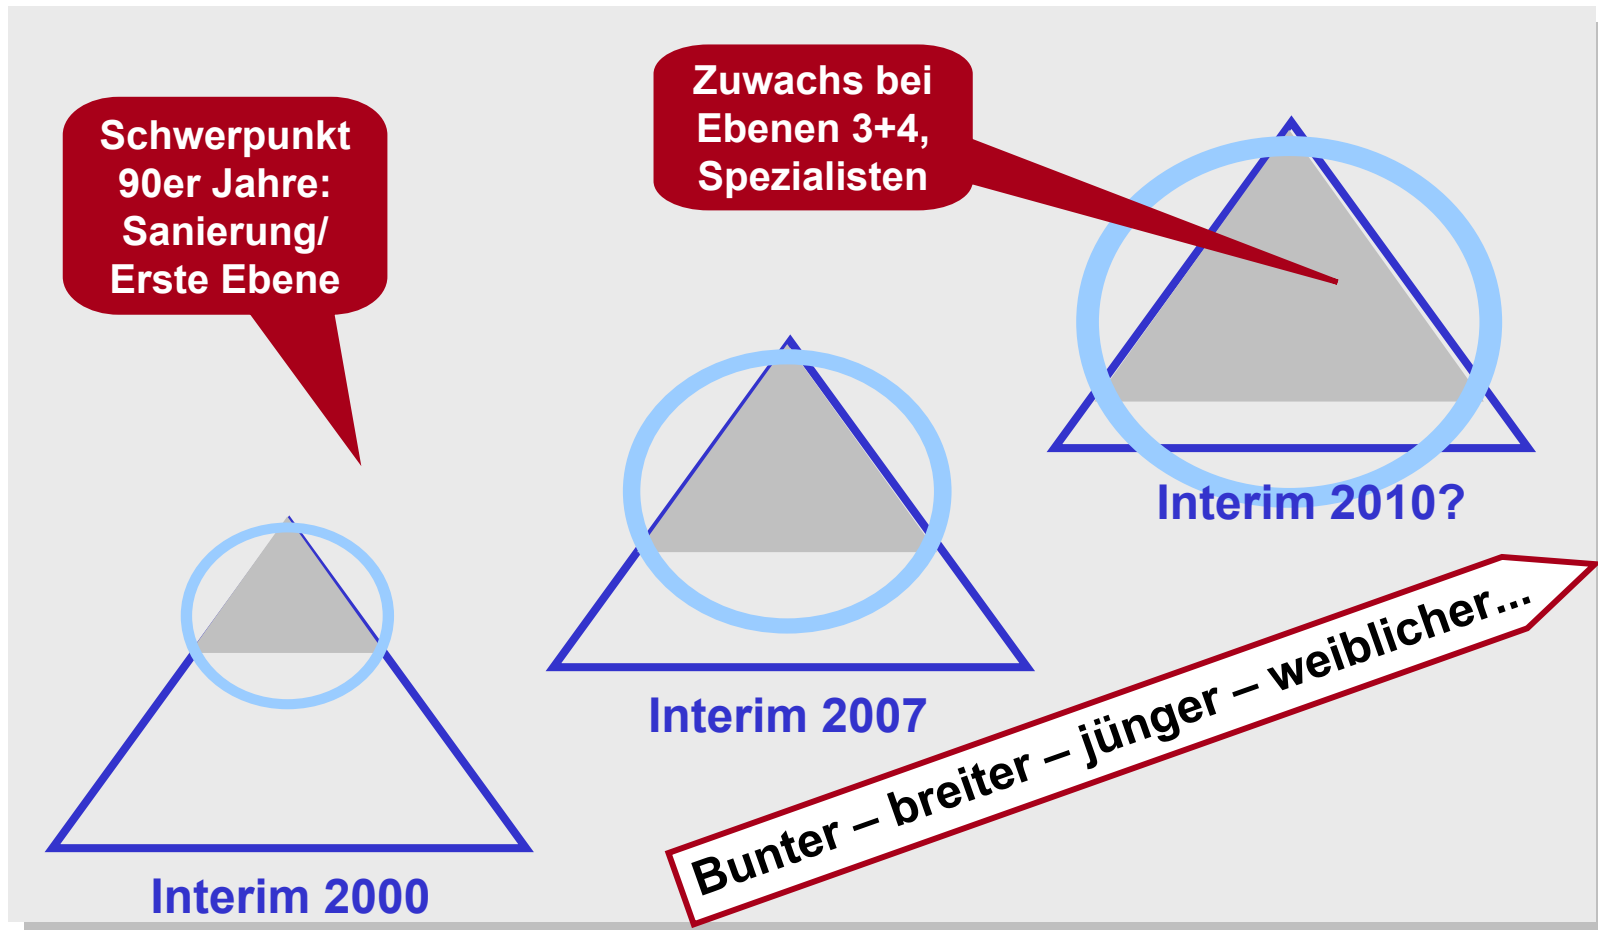 Schwerpunkt
90er Jahre:
Sanierung/
Erste Ebene
Zuwachs bei
Ebenen 3+4,
Spezialisten
Interim 2010?
Interim 2007
Interim 2000
Bunter – breiter – jünger – weiblicher...